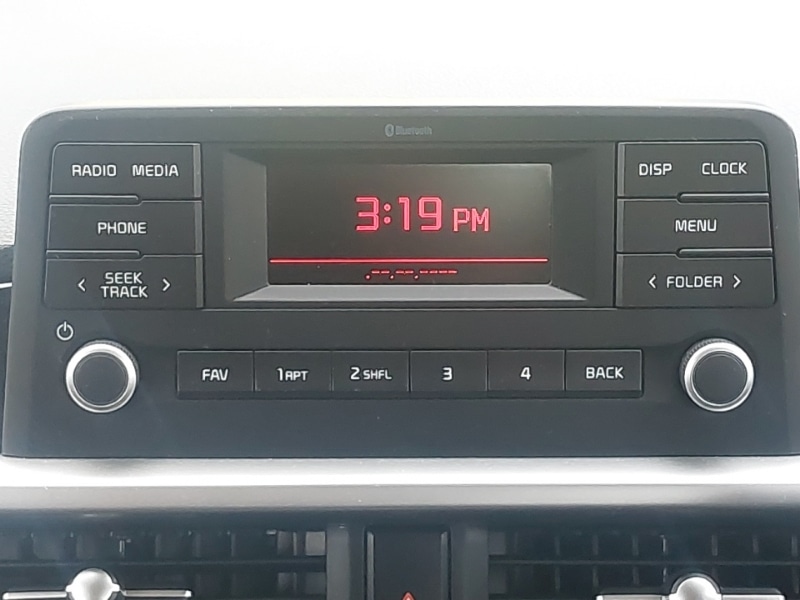 Bluetooth
RADIO MEDIA
DISP CLOCK
3:19 PM
PHONE
MENU
< SEEK TRACK >
< FOLDER >
--.--.----
FAV 1 RPT 2 SHFL 3 4 BACK